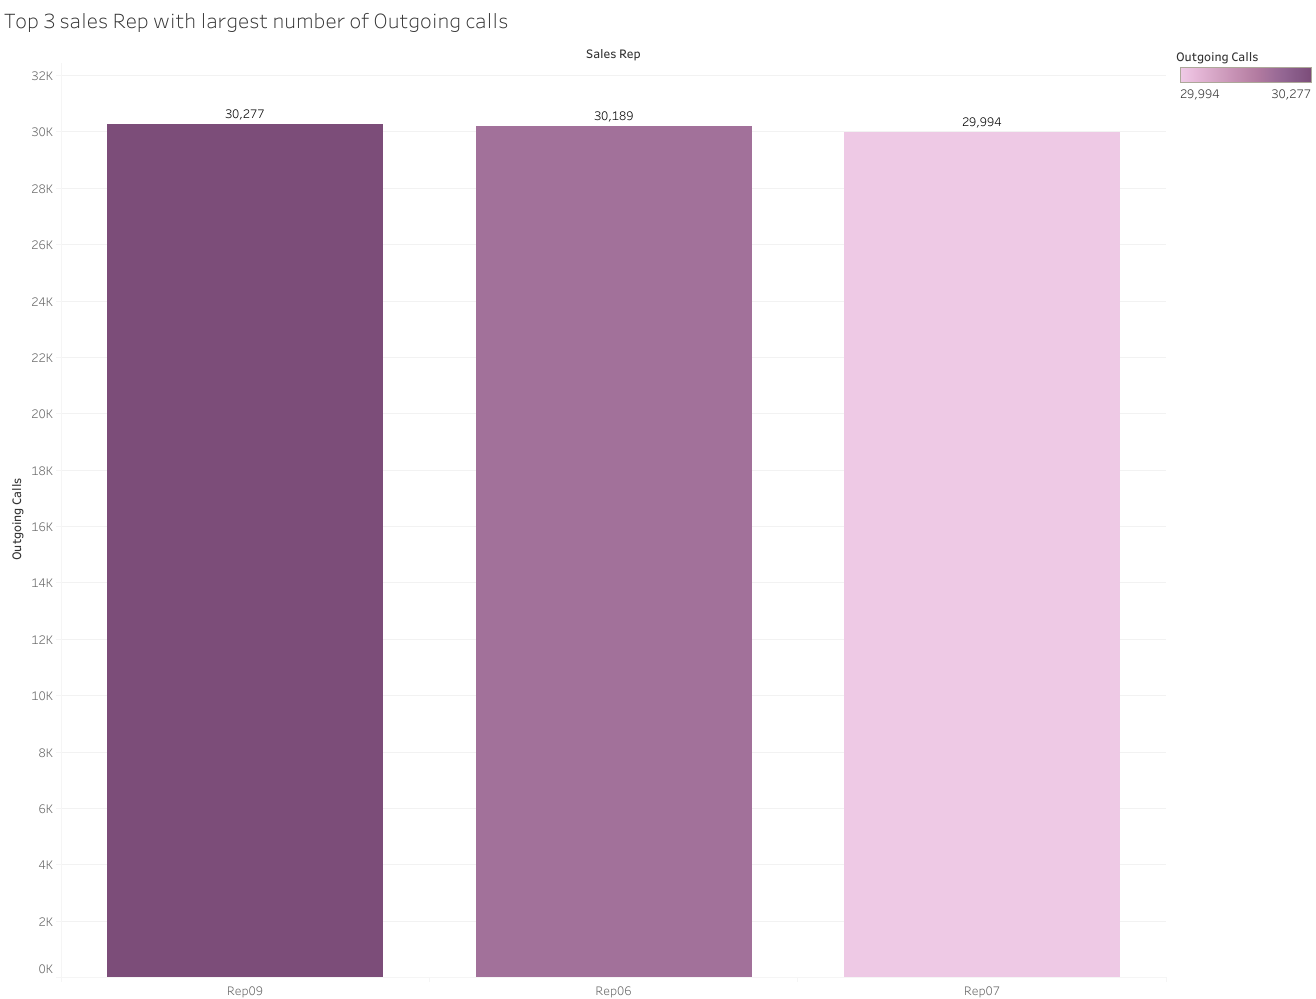 Top 3 sales Rep with largest number of Outgoing calls
Sales Rep
Outgoing Calls
29,994 30,277
32K
30K
28K
26K
24K
22K
20K
18K
16K
14K
12K
10K
8K
6K
4K
2K
0K
Outgoing Calls
30,277
30,189
29,994
Rep09
Rep06
Rep07